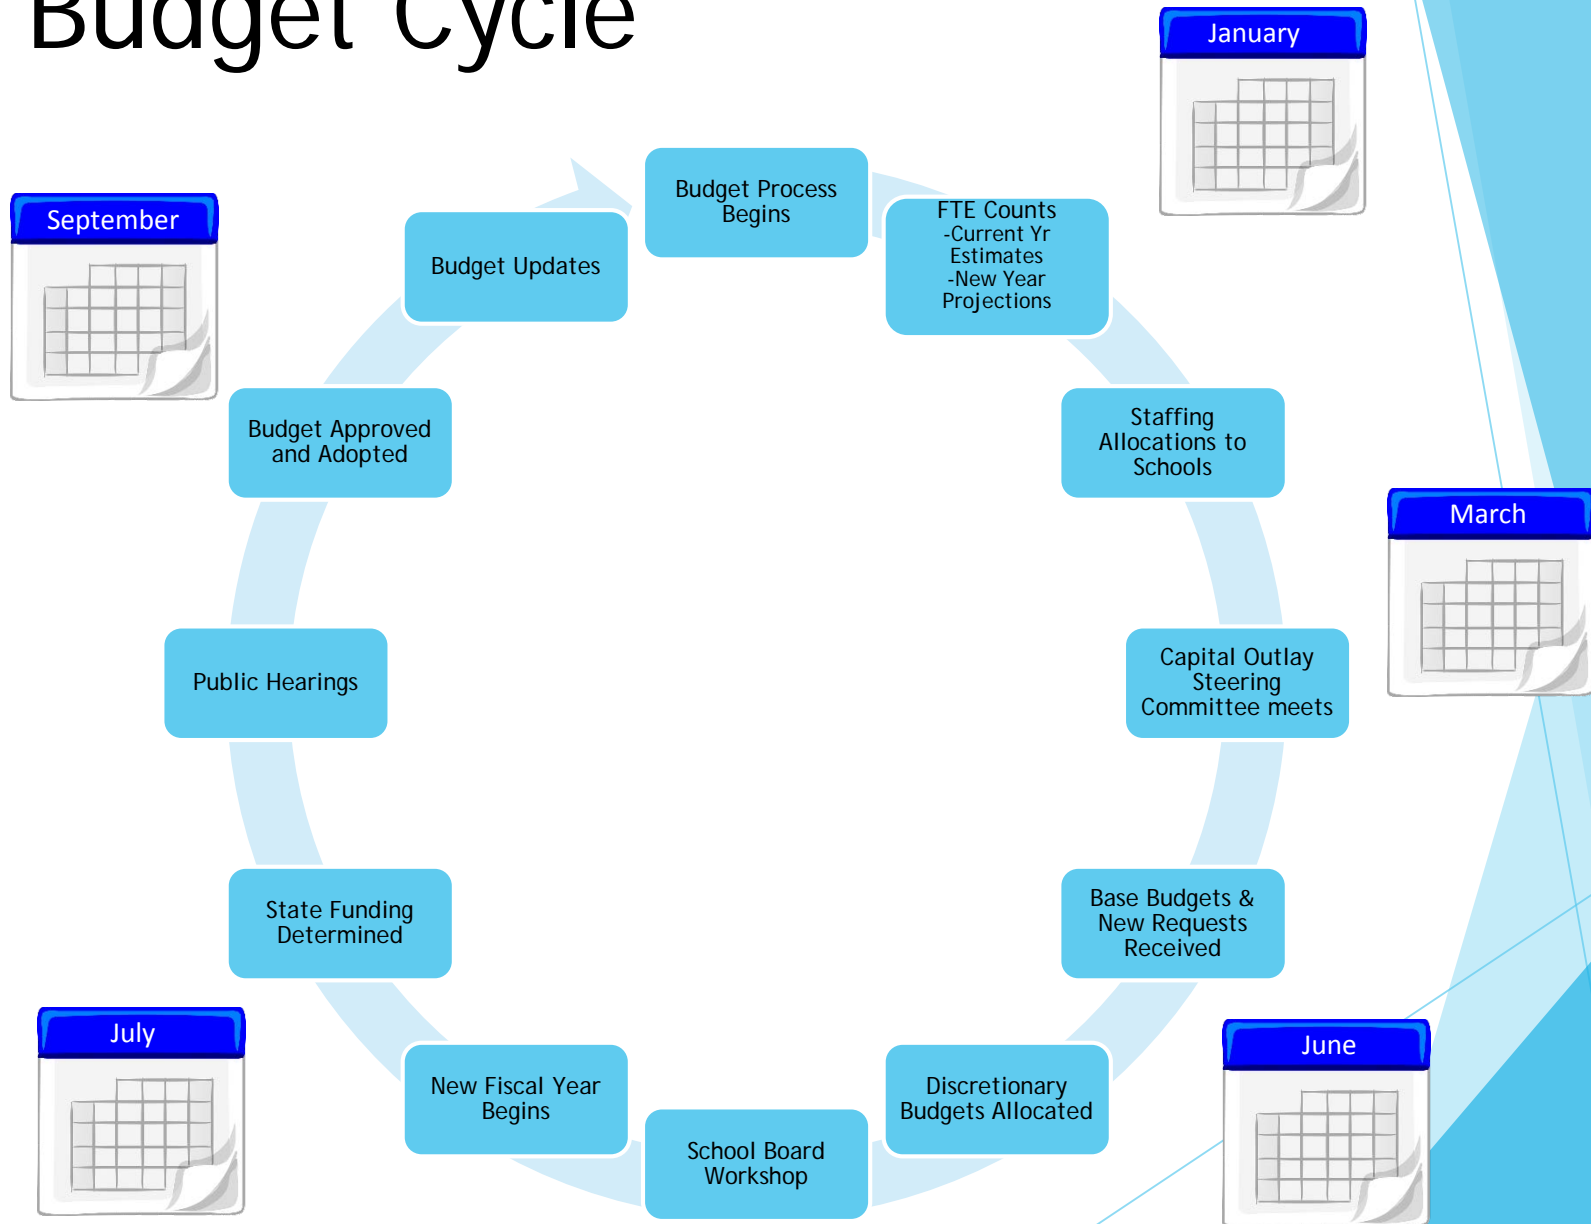 Budget Cycle
January
September
Budget Process
Begins
FTE Counts
-Current Yr
Estimates
-New Year
Projections
Budget Updates
Staffing
Allocations to
Schools
Budget Approved
and Adopted
March
Capital Outlay
Steering
Committee meets
Public Hearings
Base Budgets &
New Requests
Received
State Funding
Determined
July
June
Discretionary
Budgets Allocated
New Fiscal Year
Begins
School Board
Workshop